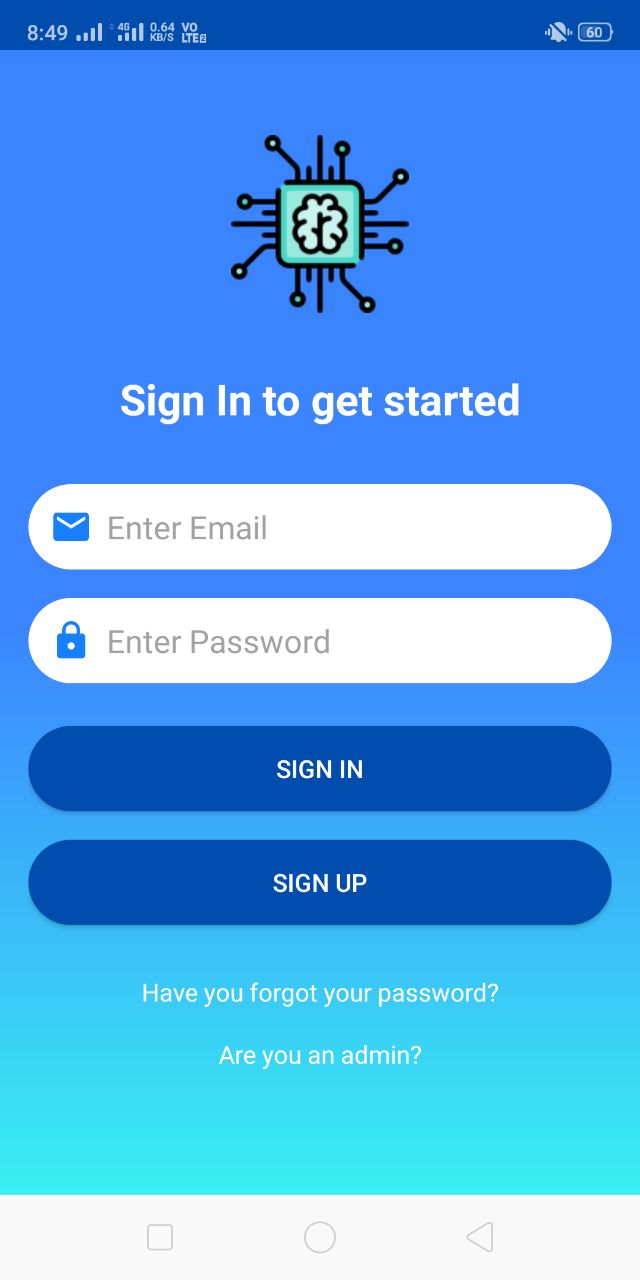 8:49 4G 0.64 KB/S VO LTE2 60
Sign In to get started
Enter Email
Enter Password
SIGN IN
SIGN UP
Have you forgot your password?
Are you an admin?